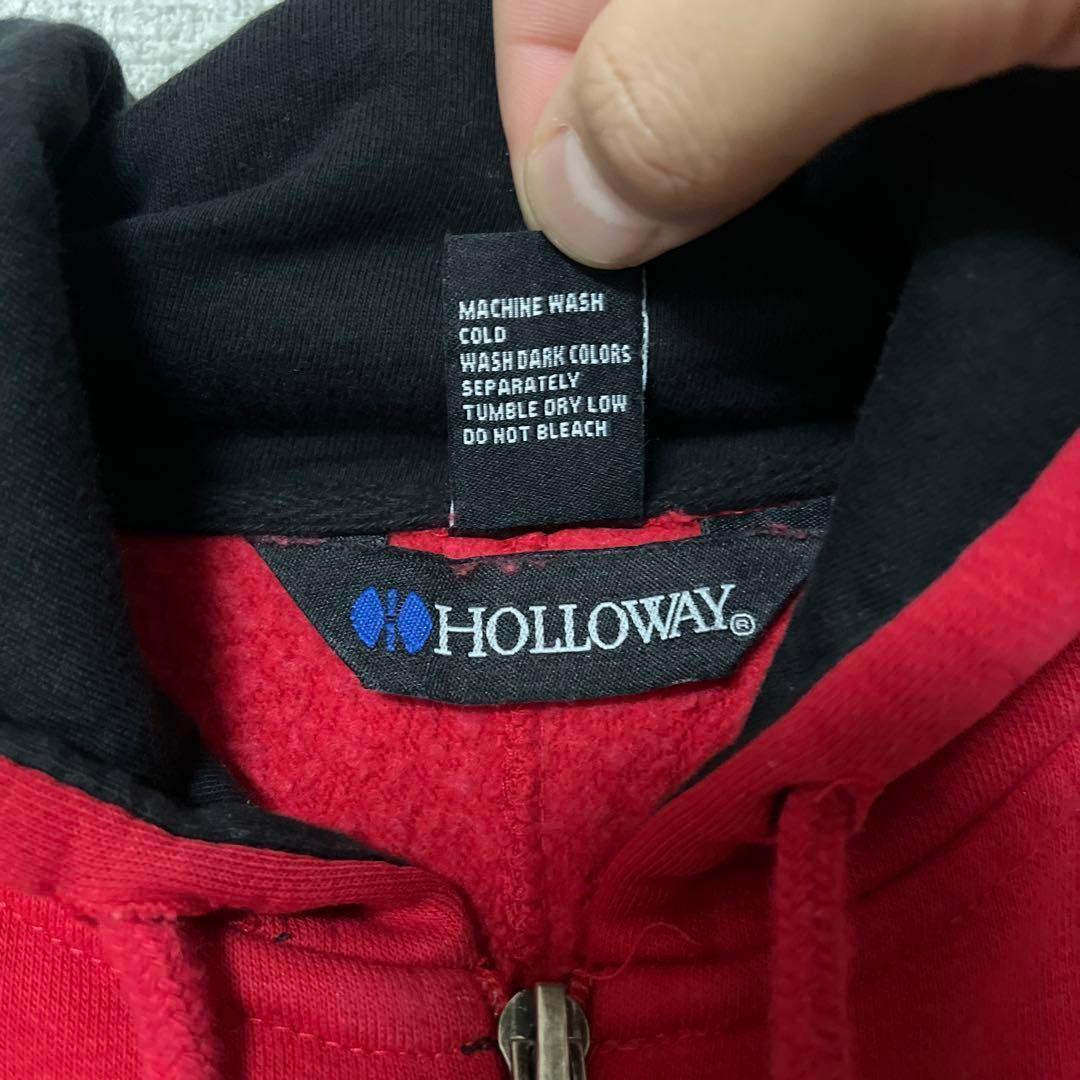 MACHINE WASH
COLD
WASH DARK COLORS
SEPARATELY
TUMBLE DRY LOW
DO NOT BLEACH
HOLLOWAY®